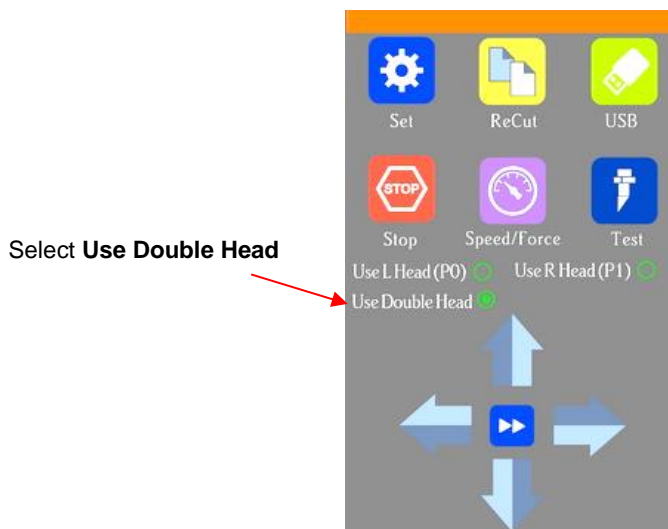 Set ReCut USB
STOP
Stop Speed/Force Test
Select Use Double Head
Use L Head (P0) Use R Head (P1)
Use Double Head